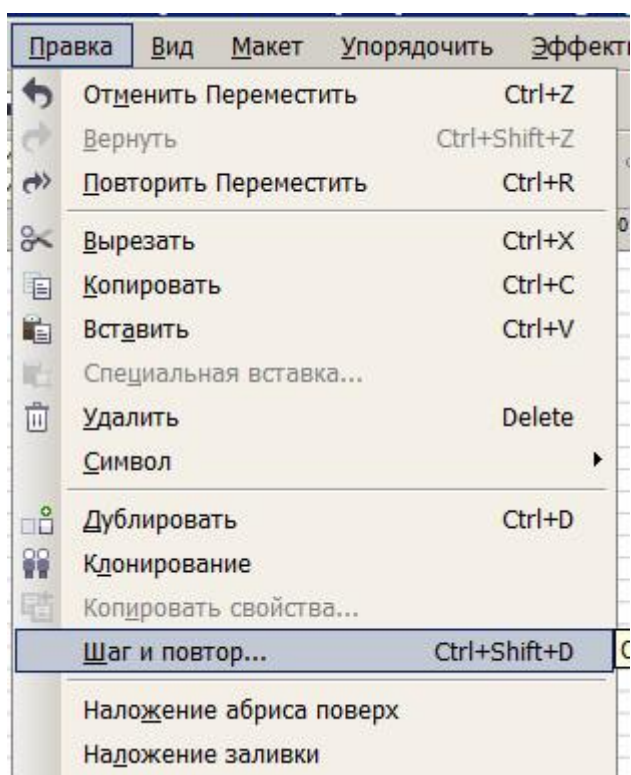 Правка Вид Макет Упорядочить Эффекты
Отменить Переместить Ctrl+Z
Вернуть Ctrl+Shift+Z
Повторить Переместить Ctrl+R
Вырезать Ctrl+X
Копировать Ctrl+C
Вставить Ctrl+V
Специальная вставка...
Удалить Delete
Символ
Дублировать Ctrl+D
Клонирование
Копировать свойства...
Шаг и повтор... Ctrl+Shift+D
Наложение абриса поверх
Наложение заливки